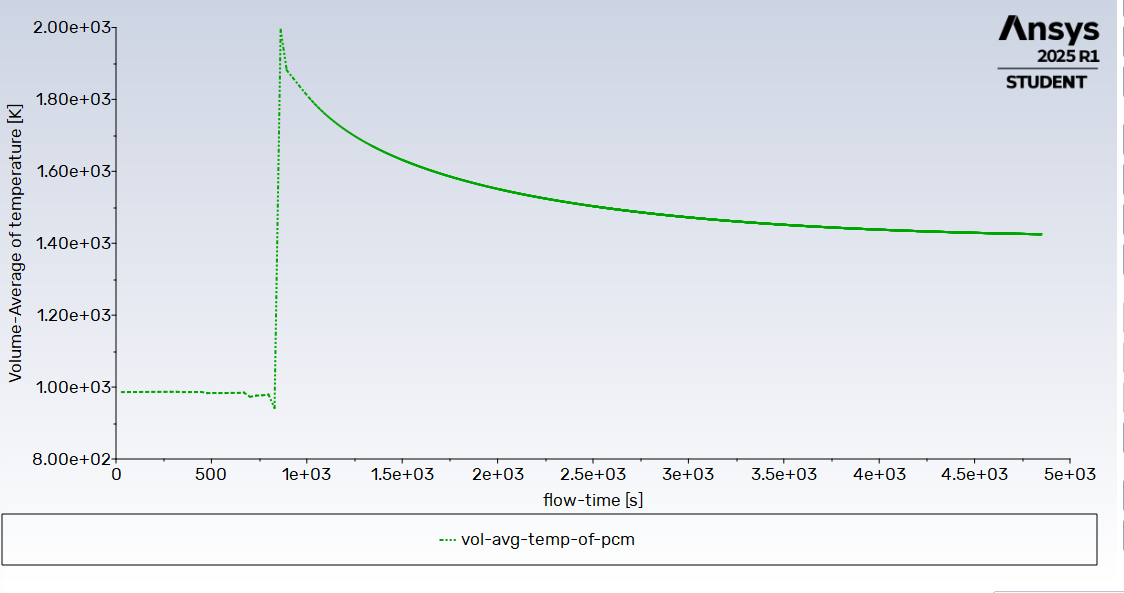 Ansys
2025 R1
STUDENT
Volume-Average of temperature [K]
2.00e+03
1.80e+03
1.60e+03
1.40e+03
1.20e+03
1.00e+03
8.00e+02
0 500 1e+03 1.5e+03 2e+03 2.5e+03 3e+03 3.5e+03 4e+03 4.5e+03 5e+03
flow-time [s]
vol-avg-temp-of-pcm